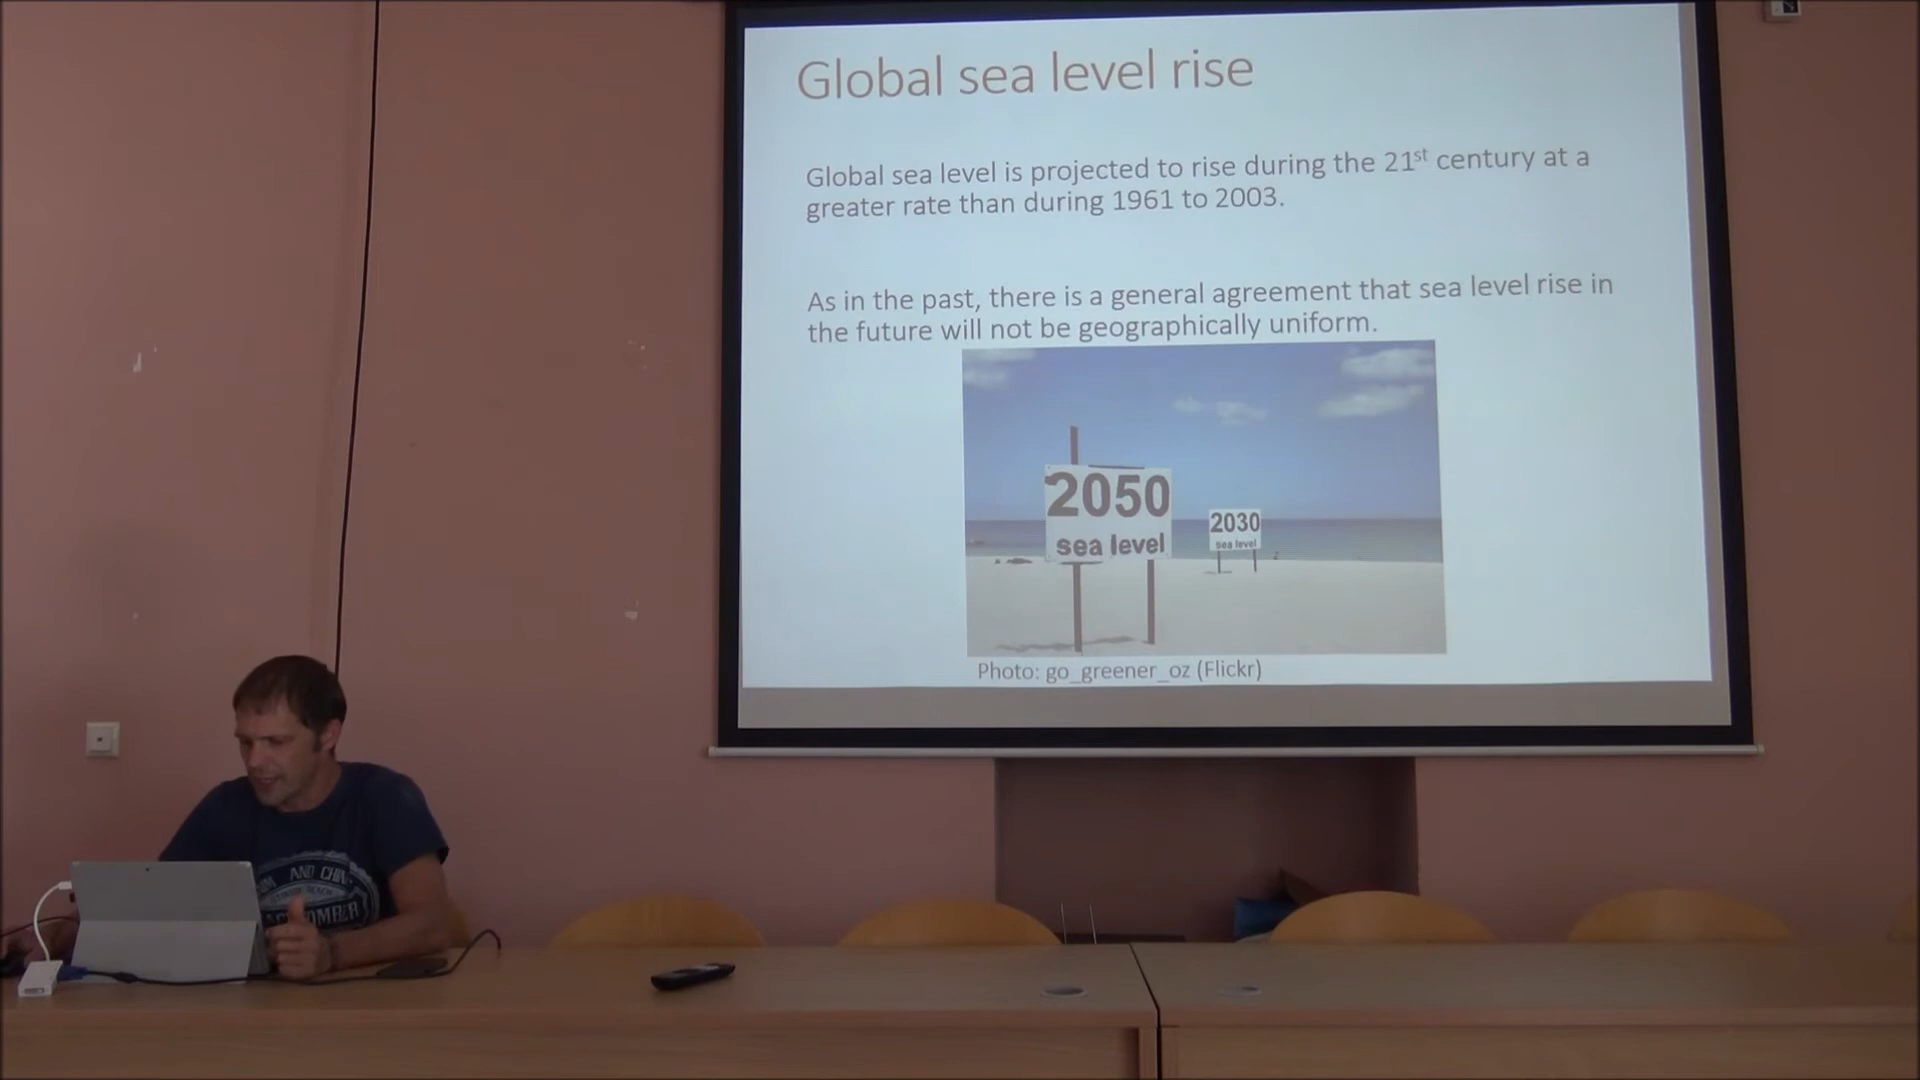 Global sea level rise
Global sea level is projected to rise during the 21st century at a
greater rate than during 1961 to 2003.
As in the past, there is a general agreement that sea level rise in
the future will not be geographically uniform.
2050
sea level
2030
sea level
Photo: go_greener_oz (Flickr)
AND CHIN